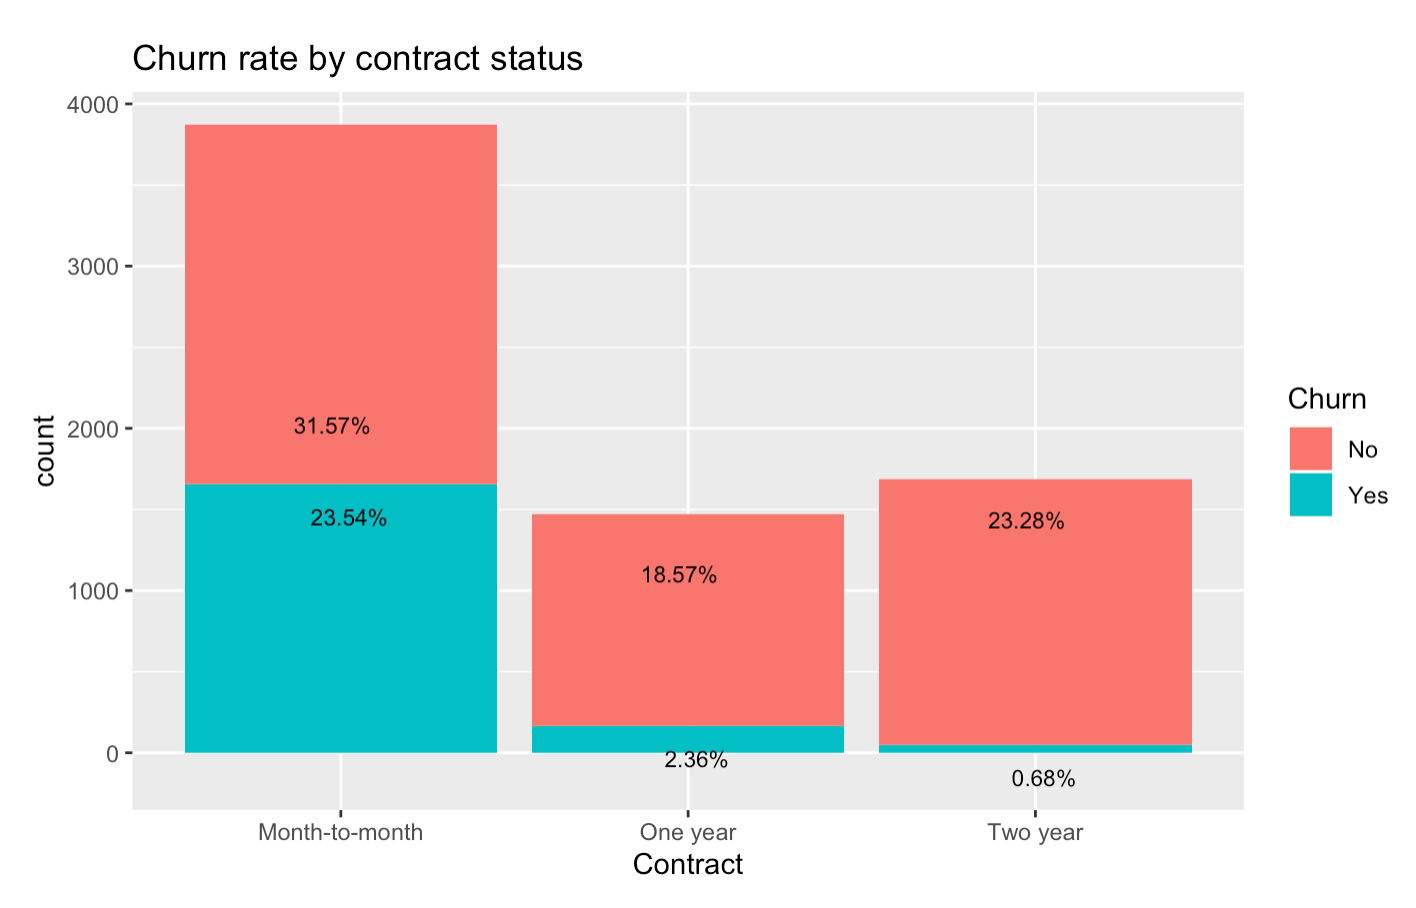 Churn rate by contract status
4000
3000
2000
1000
0
count
31.57%
23.54%
18.57%
2.36%
23.28%
0.68%
Month-to-month
One year
Two year
Contract
Churn
No
Yes